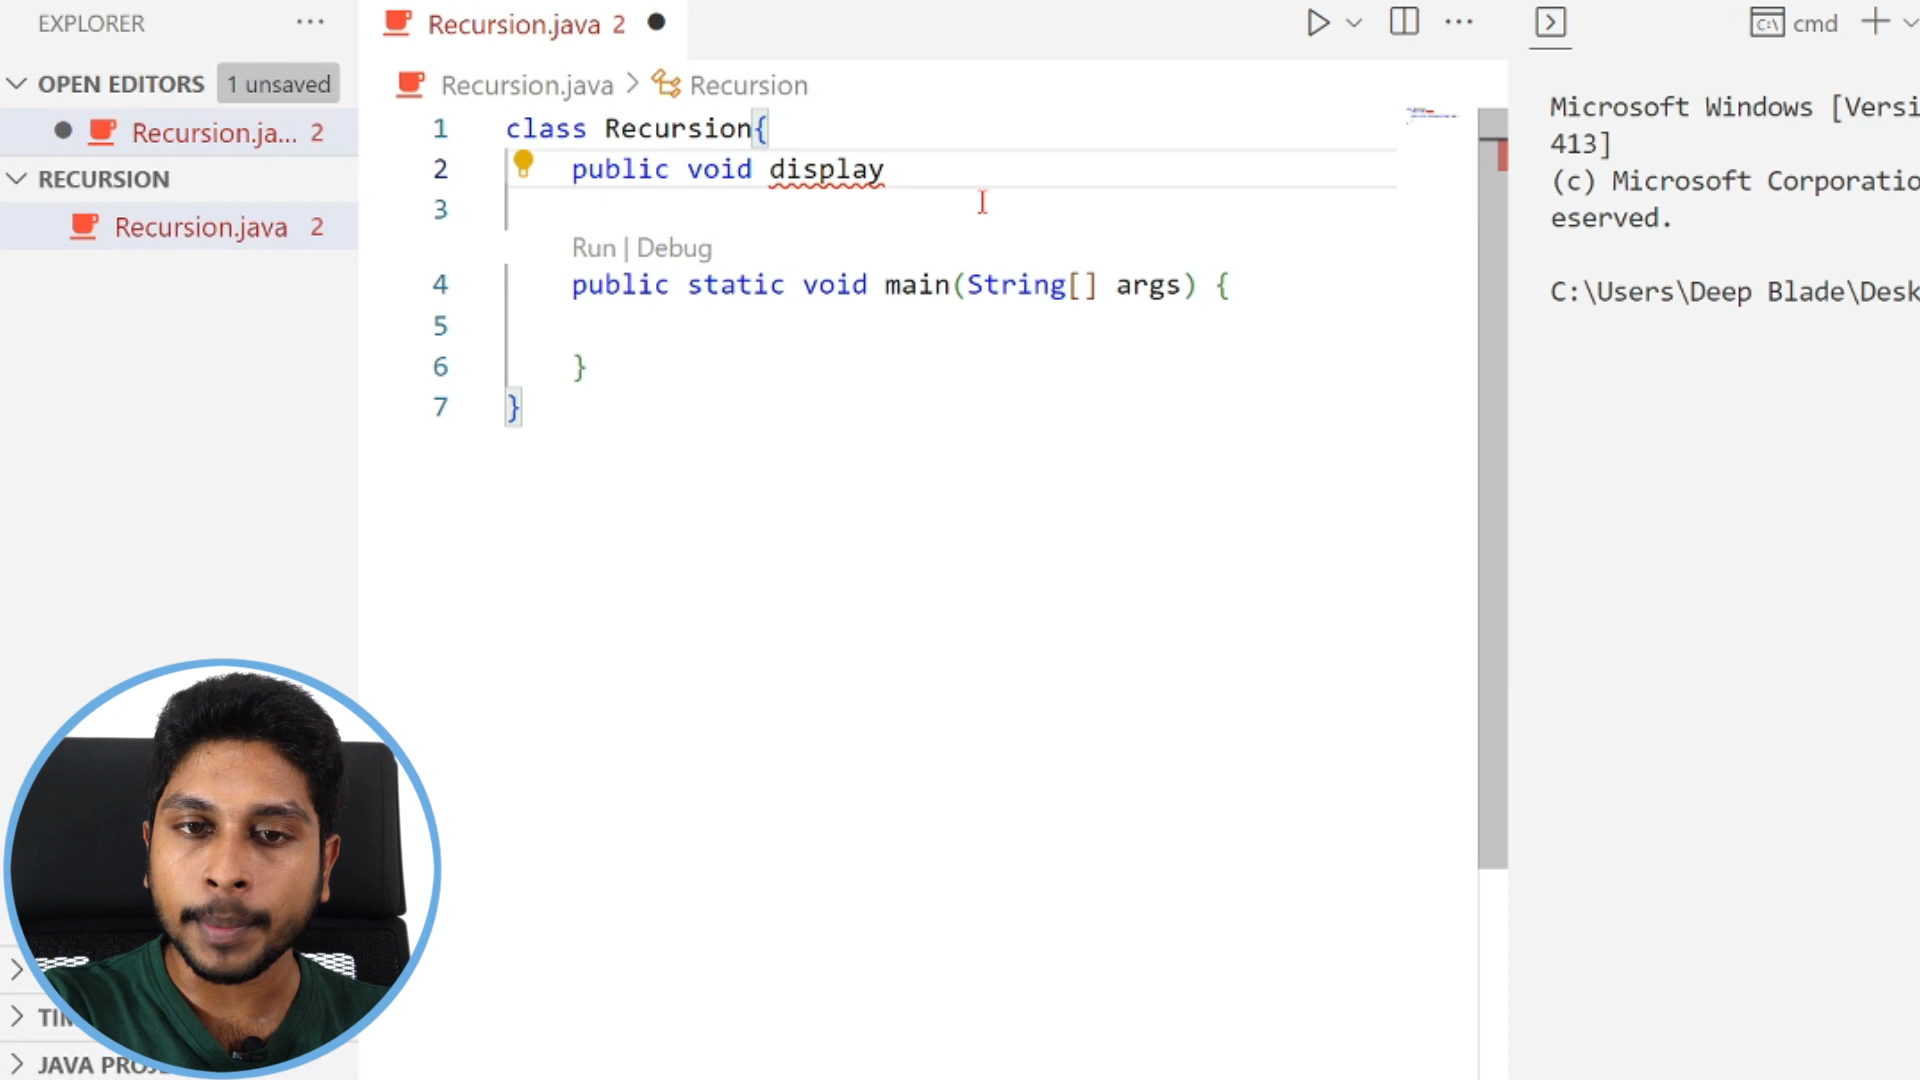 EXPLORER ···
OPEN EDITORS 1 unsaved
Recursion.ja... 2
RECURSION
Recursion.java 2
JAVA PROJ
Recursion.java 2
Recursion.java > Recursion
1 class Recursion{
2 public void display
3
Run | Debug
4 public static void main(String[] args) {
5
6 }
7 }
cmd
Microsoft Windows [Versi
413]
(c) Microsoft Corporatio
eserved.
C:\Users\Deep Blade\Desk